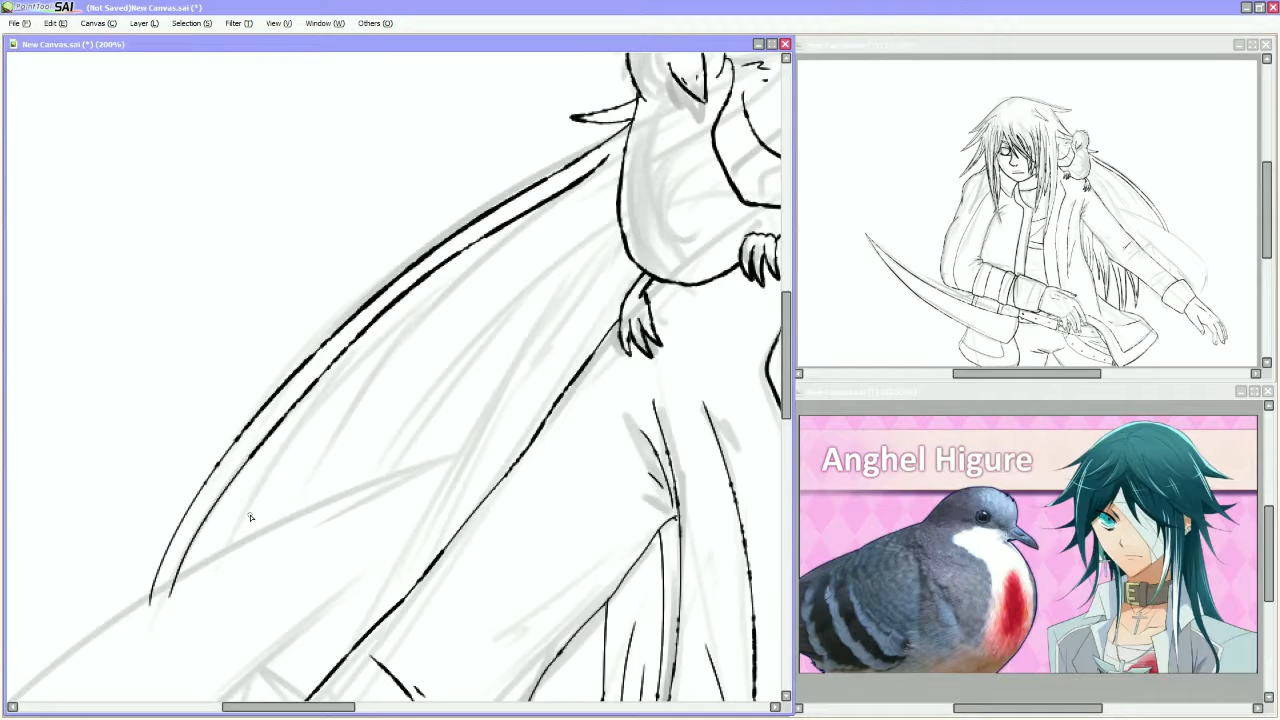 PaintTool SAI (Not Saved)New Canvas.sai (*)
File (F) Edit (E) Canvas (C) Layer (L) Selection (S) Filter (T) View (V) Window (W) Others (O)
New Canvas.sai (*) (200%)
Anghel Higure